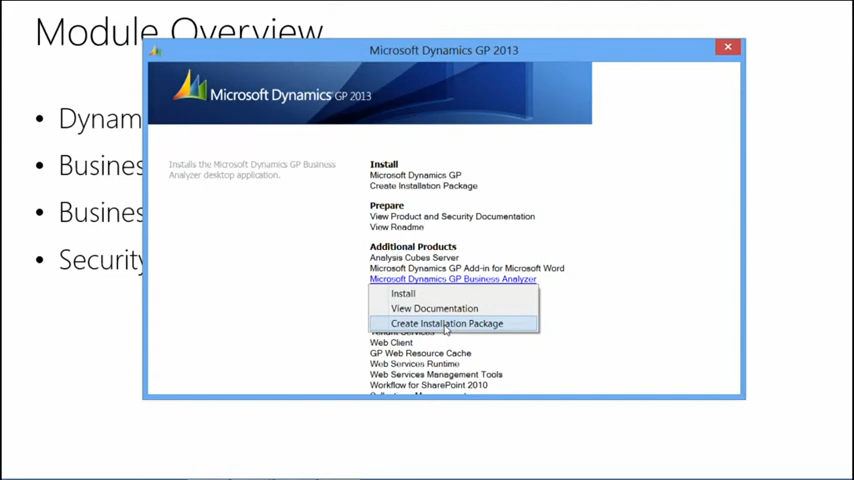 Module Overview
Microsoft Dynamics GP 2013
Microsoft Dynamics GP 2013
• Dynam
• Busines
• Busines
• Security
Installs the Microsoft Dynamics GP Business
Analyzer desktop application.
Install
Microsoft Dynamics GP
Create Installation Package
Prepare
View Product and Security Documentation
View Readme
Additional Products
Analysis Cubes Server
Microsoft Dynamics GP Add-in for Microsoft Word
Microsoft Dynamics GP Business Analyzer
Install
View Documentation
Create Installation Package
Tenant Services
Web Client
GP Web Resource Cache
Web Services Runtime
Web Services Management Tools
Workflow for SharePoint 2010